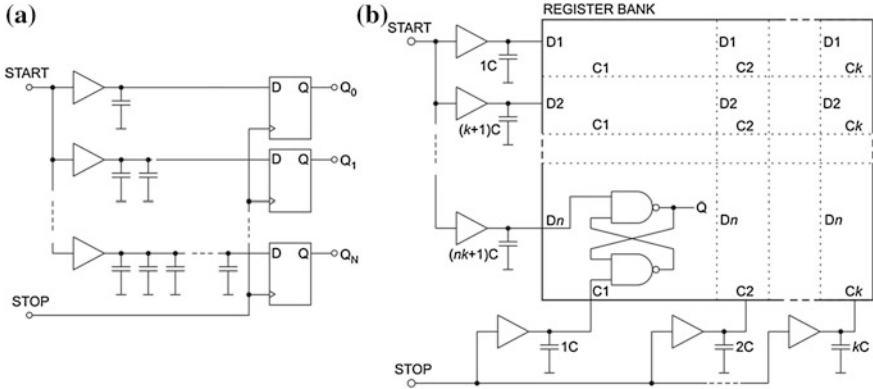 (a)
START
D Q Q₀
D Q Q₁
D Q Q_N
STOP
(b)
REGISTER BANK
START
1C
D1 D1 D1
C1 C2 Ck
(k+1)C
D2 D2 D2
C1 C2 Ck
(nk+1)C
Dn Q Dn Dn
C1 C2 Ck
1C 2C kC
STOP